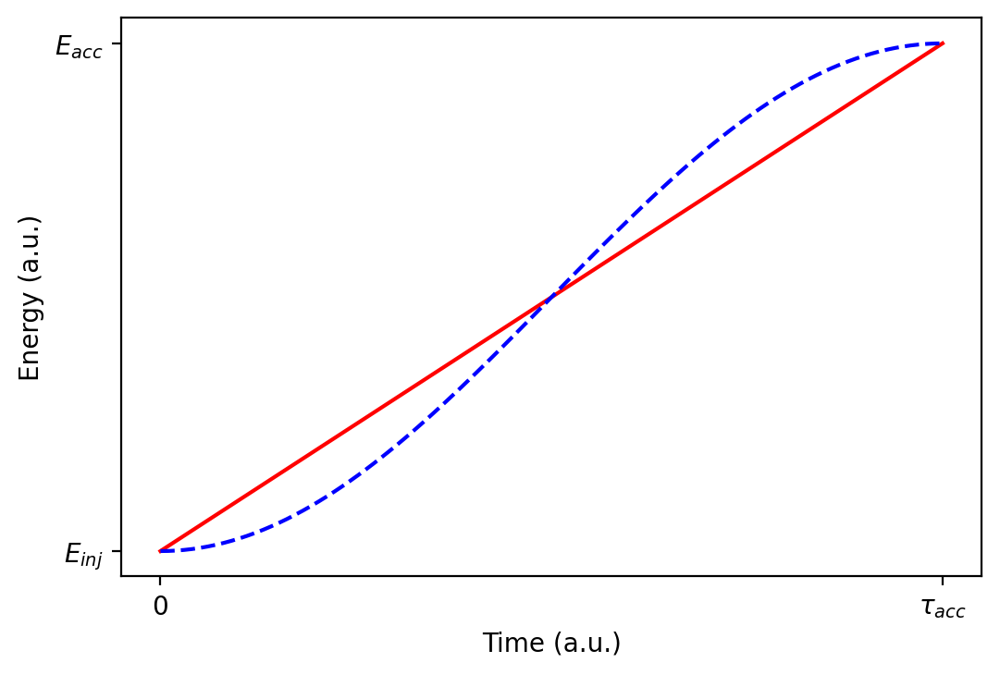 E_acc
Energy (a.u.)
E_inj
0
τ_acc
Time (a.u.)